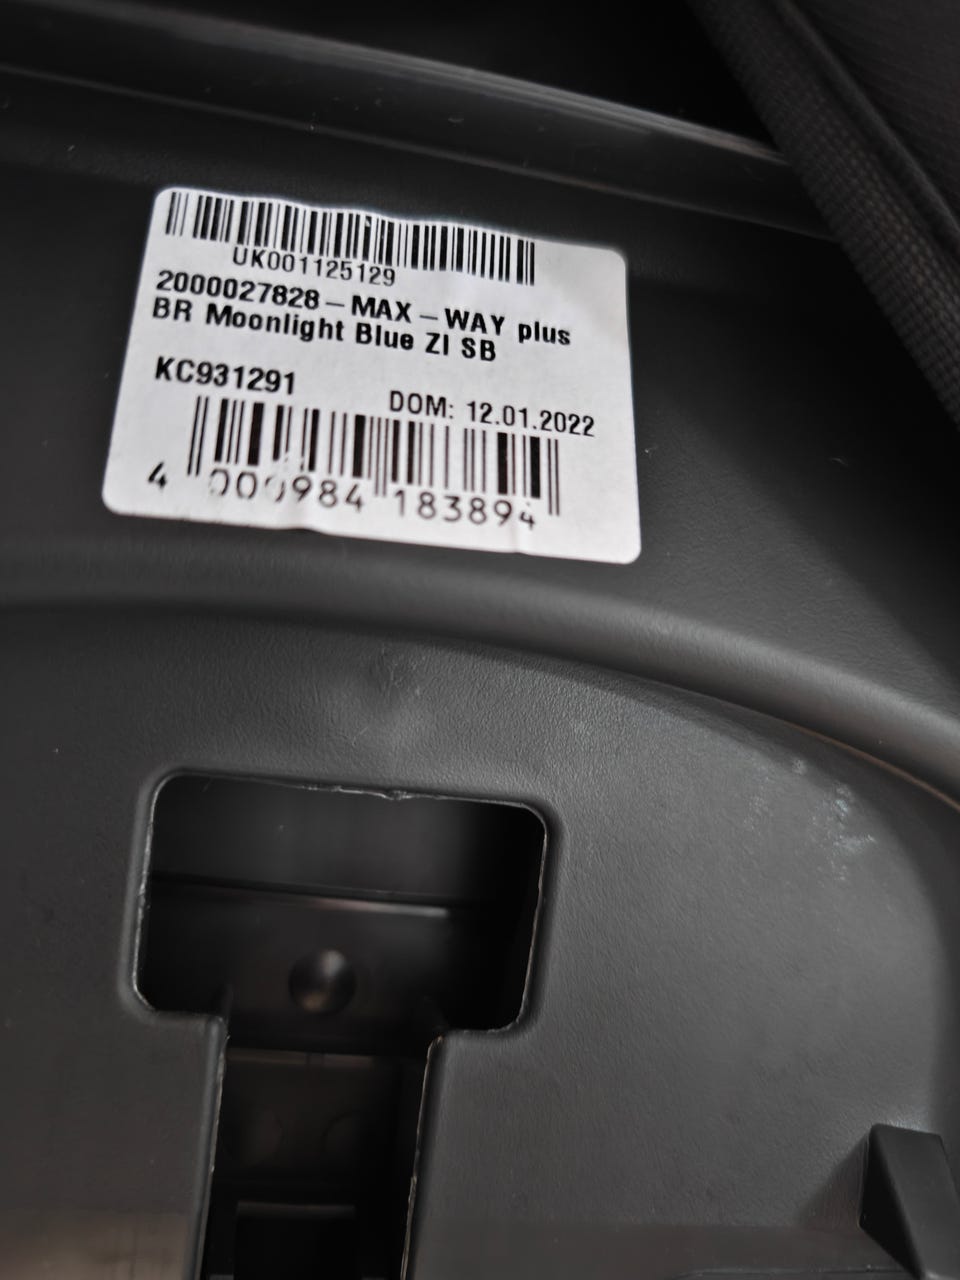 UK001125129
2000027828 – MAX – WAY plus
BR Moonlight Blue ZI SB
KC931291
DOM: 12.01.2022
4 000984 183894